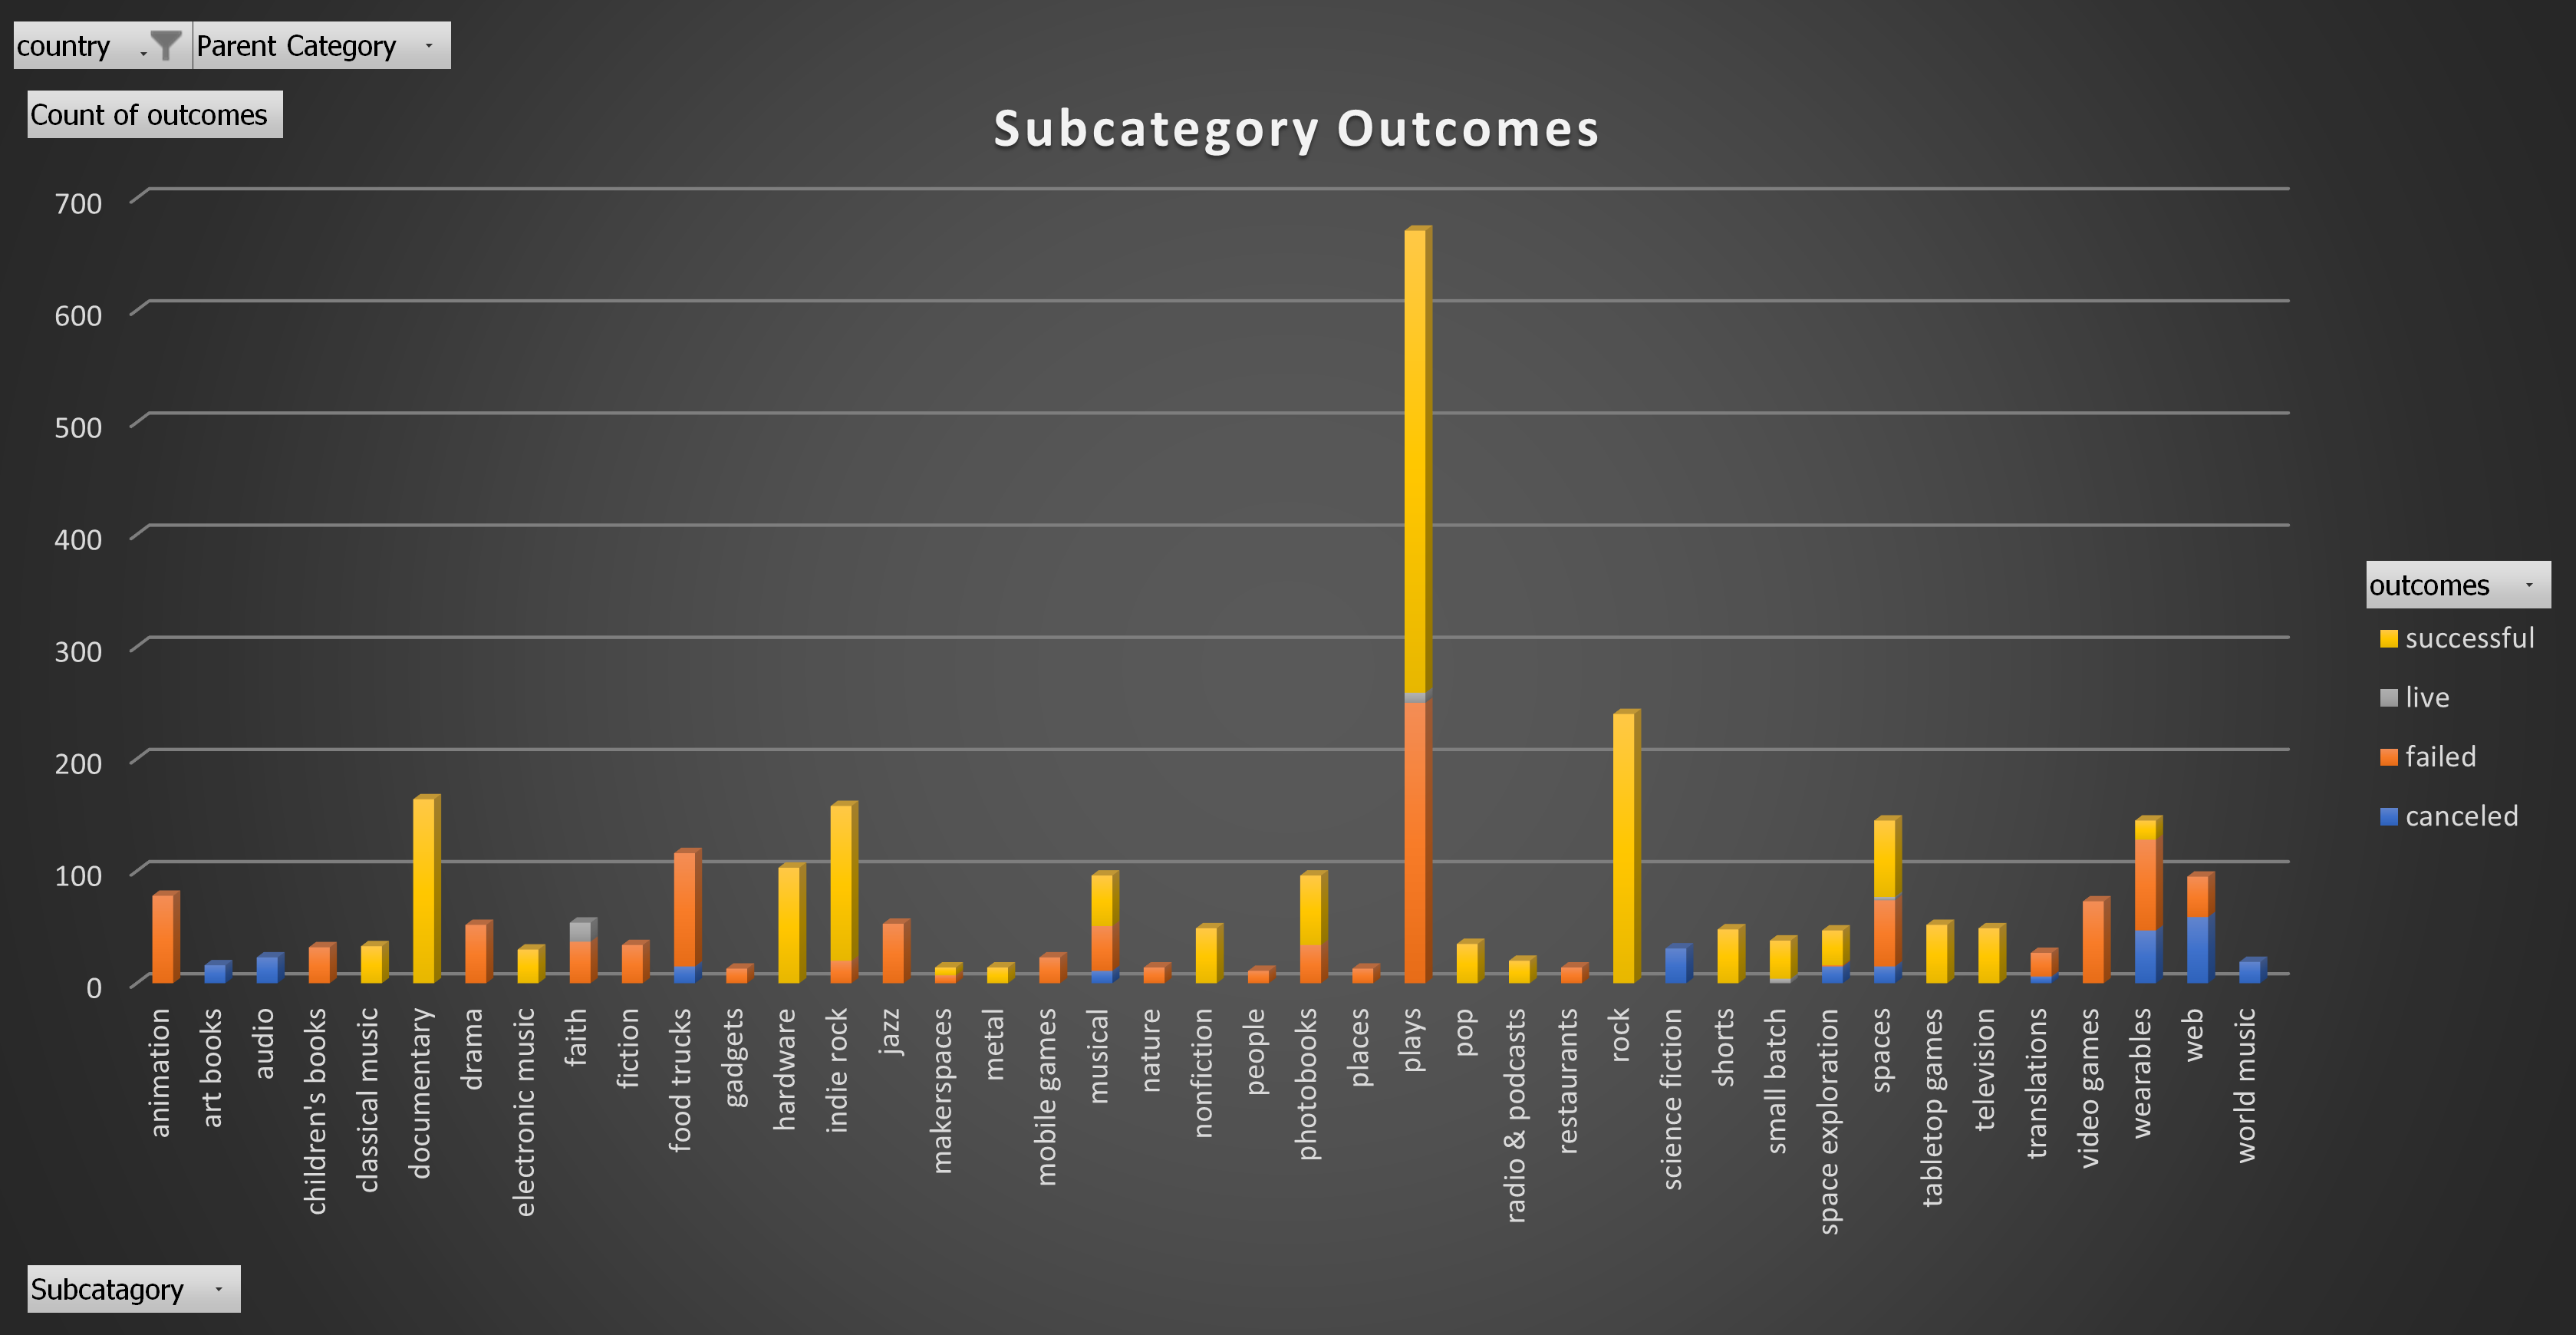 country Parent Category
Count of outcomes
Subcategory Outcomes
700
600
500
400
300
200
100
0
animation
art books
audio
children's books
classical music
documentary
drama
electronic music
faith
fiction
food trucks
gadgets
hardware
indie rock
jazz
makerspaces
metal
mobile games
musical
nature
nonfiction
people
photobooks
places
plays
pop
radio & podcasts
restaurants
rock
science fiction
shorts
small batch
space exploration
spaces
tabletop games
television
translations
video games
wearables
web
world music
outcomes
successful
live
failed
canceled
Subcatagory